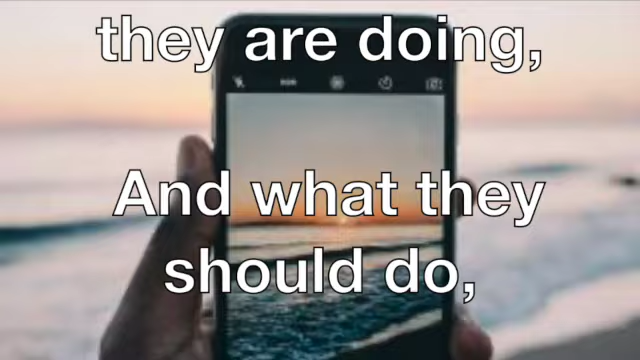 they are doing,
And what they
should do,